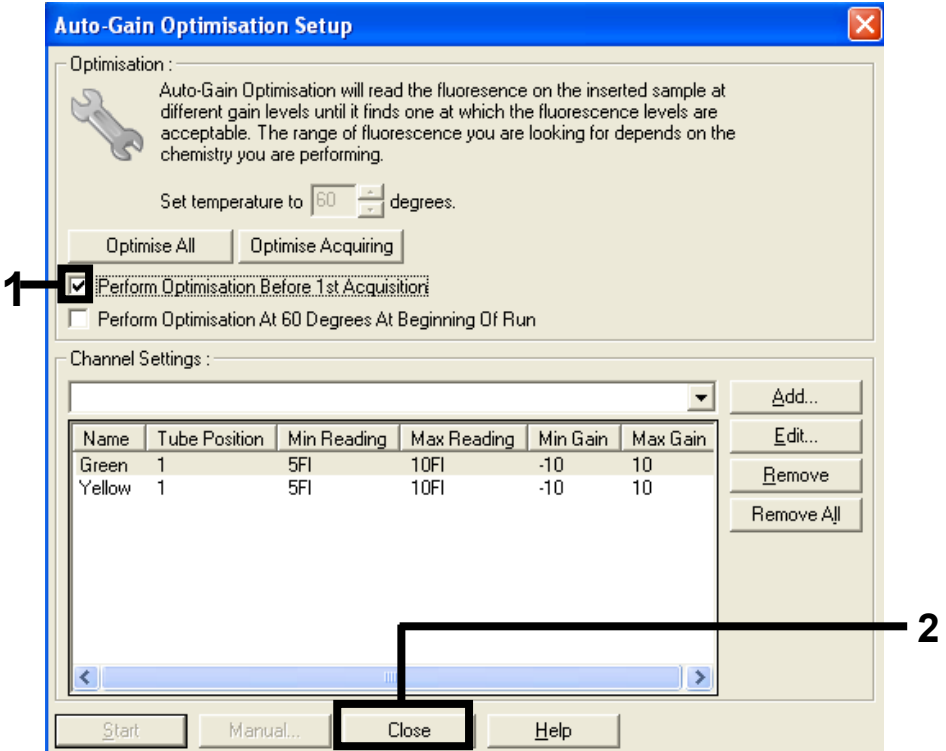 Auto-Gain Optimisation Setup
Optimisation :
Auto-Gain Optimisation will read the fluoresence on the inserted sample at
different gain levels until it finds one at which the fluorescence levels are
acceptable. The range of fluorescence you are looking for depends on the
chemistry you are performing.
Set temperature to 60 degrees.
Optimise All Optimise Acquiring
1 Perform Optimisation Before 1st Acquisition
Perform Optimisation At 60 Degrees At Beginning Of Run
Channel Settings :
Add...
Name Tube Position Min Reading Max Reading Min Gain Max Gain Edit...
Green 1 5Fl 10Fl -10 10
Remove
Yellow 1 5Fl 10Fl -10 10
Remove All
2
Start Manual... Close Help